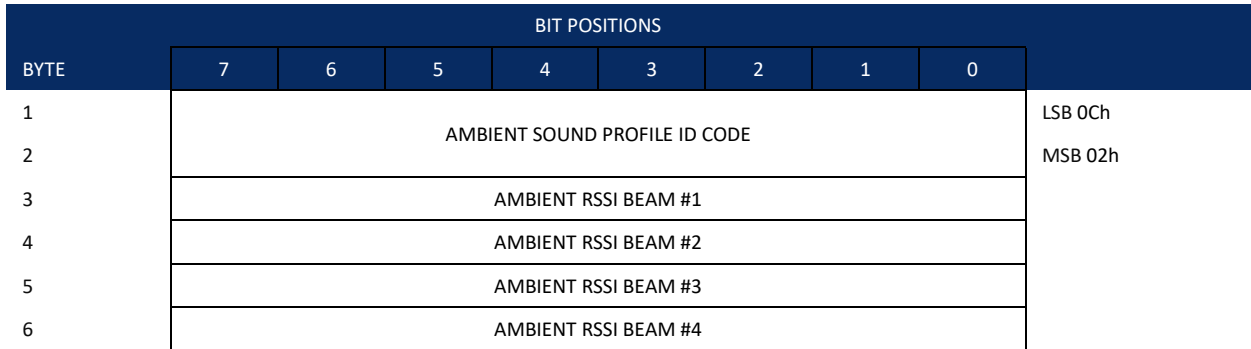 BIT POSITIONS
BYTE 7 6 5 4 3 2 1 0
1 LSB 0Ch
AMBIENT SOUND PROFILE ID CODE
2 MSB 02h
3 AMBIENT RSSI BEAM #1
4 AMBIENT RSSI BEAM #2
5 AMBIENT RSSI BEAM #3
6 AMBIENT RSSI BEAM #4